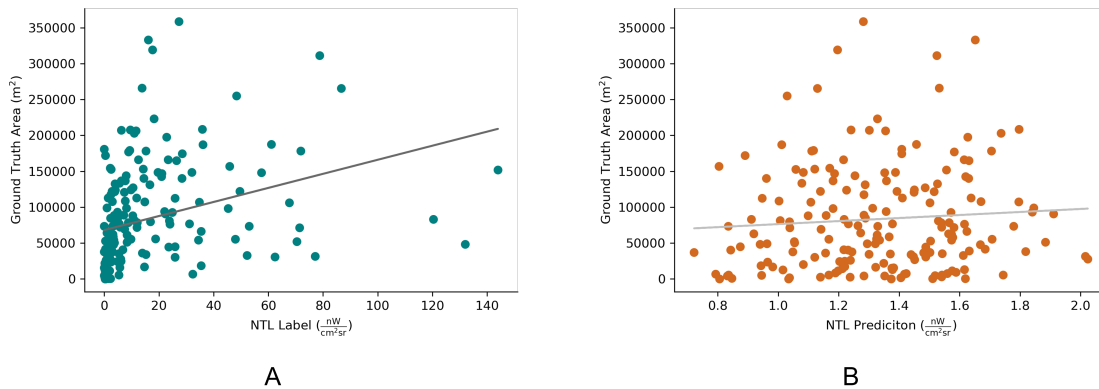 350000
300000
250000
200000
150000
100000
50000
0
Ground Truth Area (m²)
0 20 40 60 80 100 120 140
NTL Label (nW/cm²sr)
A
350000
300000
250000
200000
150000
100000
50000
0
Ground Truth Area (m²)
0.8 1.0 1.2 1.4 1.6 1.8 2.0
NTL Prediciton (nW/cm²sr)
B